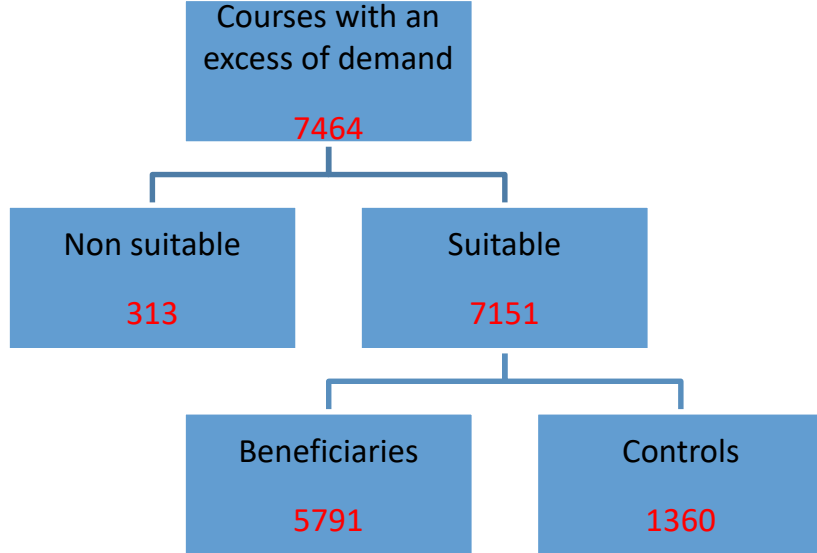 Courses with an
excess of demand
7464
Non suitable
313
Suitable
7151
Beneficiaries
5791
Controls
1360